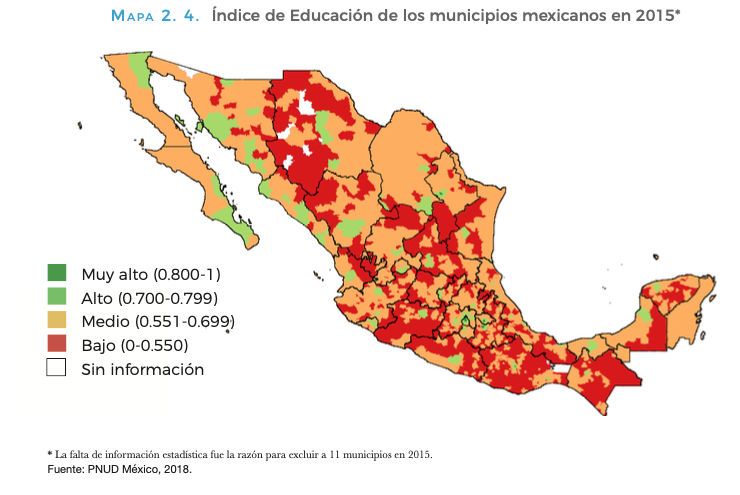 Mapa 2. 4. Índice de Educación de los municipios mexicanos en 2015*
Muy alto (0.800-1)
Alto (0.700-0.799)
Medio (0.551-0.699)
Bajo (0-0.550)
Sin información
* La falta de información estadística fue la razón para excluir a 11 municipios en 2015.
Fuente: PNUD México, 2018.